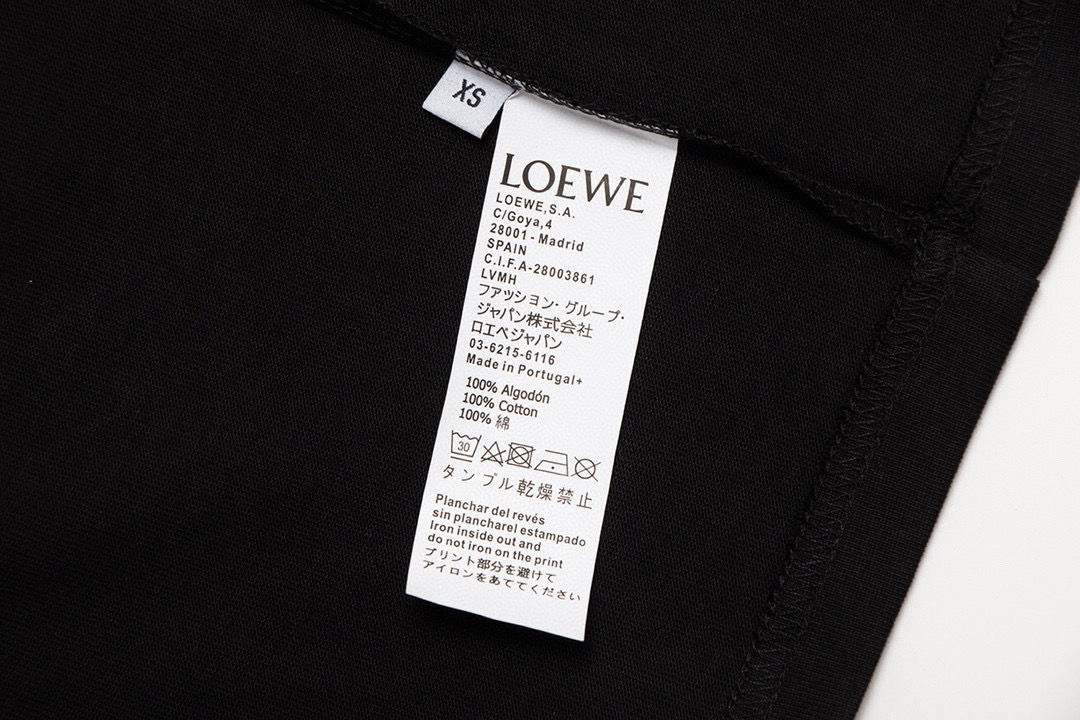 XS
LOEWE
LOEWE,S.A.
C/Goya,4
28001-Madrid
SPAIN
C.I.F.A-28003861
LVMH
ファッション・グループ・
ジャパン株式会社
ロエベジャパン
03-6215-6116
Made in Portugal+
100% Algodón
100% Cotton
100% 綿
30
タンブル乾燥禁止
Planchar del revés
sin plancharel estampado
Iron inside out and
do not iron on the print
プリント部分を避けて
アイロンをあててください